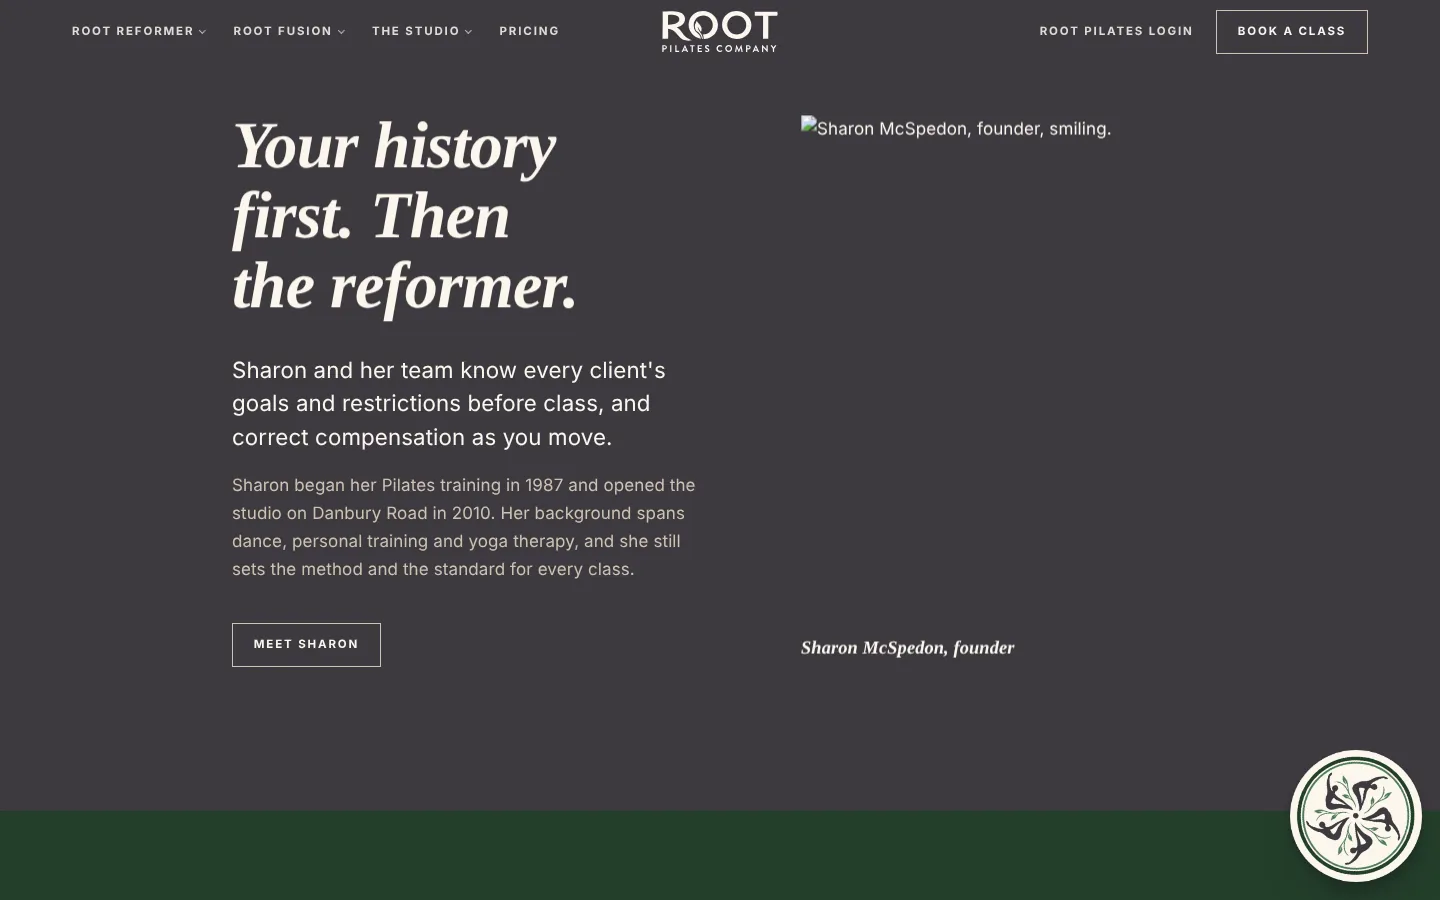 ROOT REFORMER
ROOT FUSION
THE STUDIO
PRICING
ROOT
PILATES COMPANY
ROOT PILATES LOGIN
BOOK A CLASS
Your history
first. Then
the reformer.
Sharon and her team know every client's
goals and restrictions before class, and
correct compensation as you move.
Sharon began her Pilates training in 1987 and opened the
studio on Danbury Road in 2010. Her background spans
dance, personal training and yoga therapy, and she still
sets the method and the standard for every class.
MEET SHARON
Sharon McSpedon, founder, smiling.
Sharon McSpedon, founder